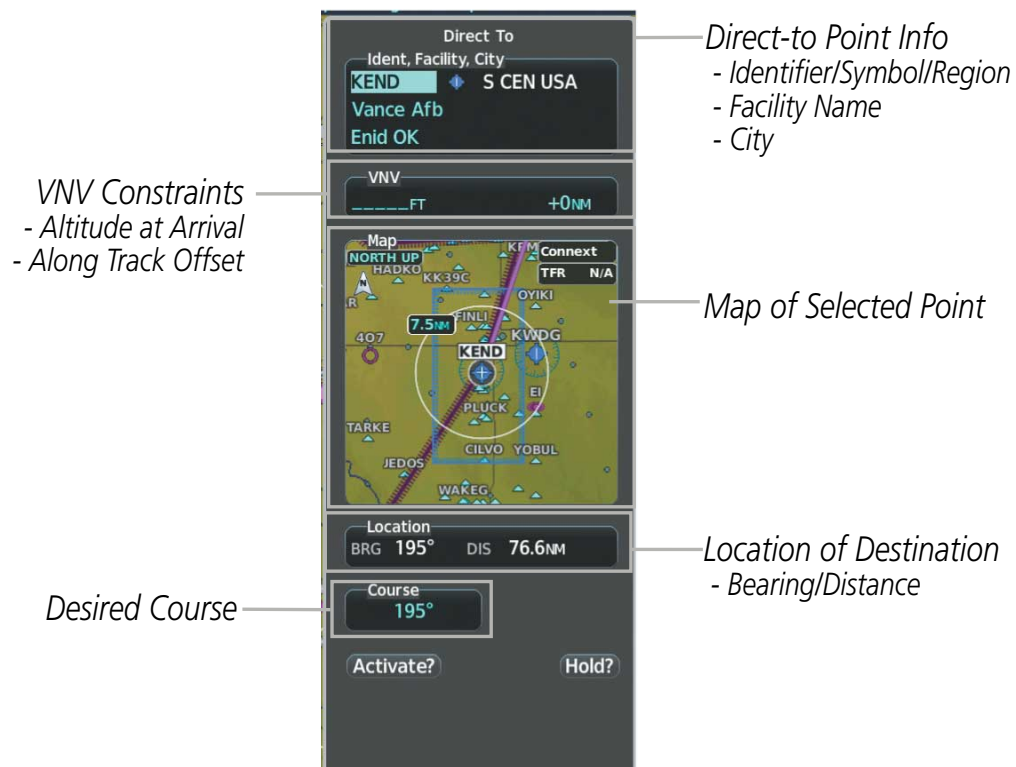 Direct To
Ident, Facility, City
KEND S CEN USA
Vance Afb
Enid OK
Direct-to Point Info
- Identifier/Symbol/Region
- Facility Name
- City
VNV
_____FT +0NM
VNV Constraints
- Altitude at Arrival
- Along Track Offset
Map
NORTH UP
Connext
TFR N/A
HADKO
KK39C
OYIKI
7.5NM
FINLI
4O7
KWDG
KEND
EI
PLUCK
TARKE
CILVO YOBUL
JEDOS
WAKEG
N
Map of Selected Point
Location
BRG 195° DIS 76.6NM
Location of Destination
- Bearing/Distance
Course
195°
Desired Course
Activate? Hold?